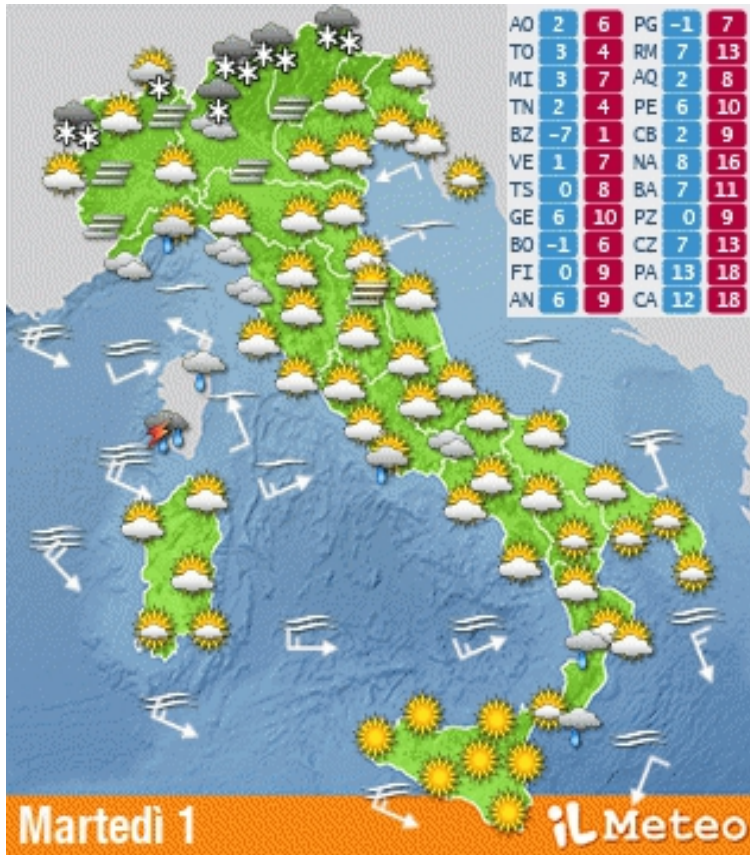 AO 2 6 PG -1 7
TO 3 4 RM 7 13
MI 3 7 AQ 2 8
TN 2 4 PE 6 10
BZ -7 1 CB 2 9
VE 1 7 NA 8 16
TS 0 8 BA 7 11
GE 6 10 PZ 0 9
BO -1 6 CZ 7 13
FI 0 9 PA 13 18
AN 6 9 CA 12 18
Martedì 1 iL Meteo